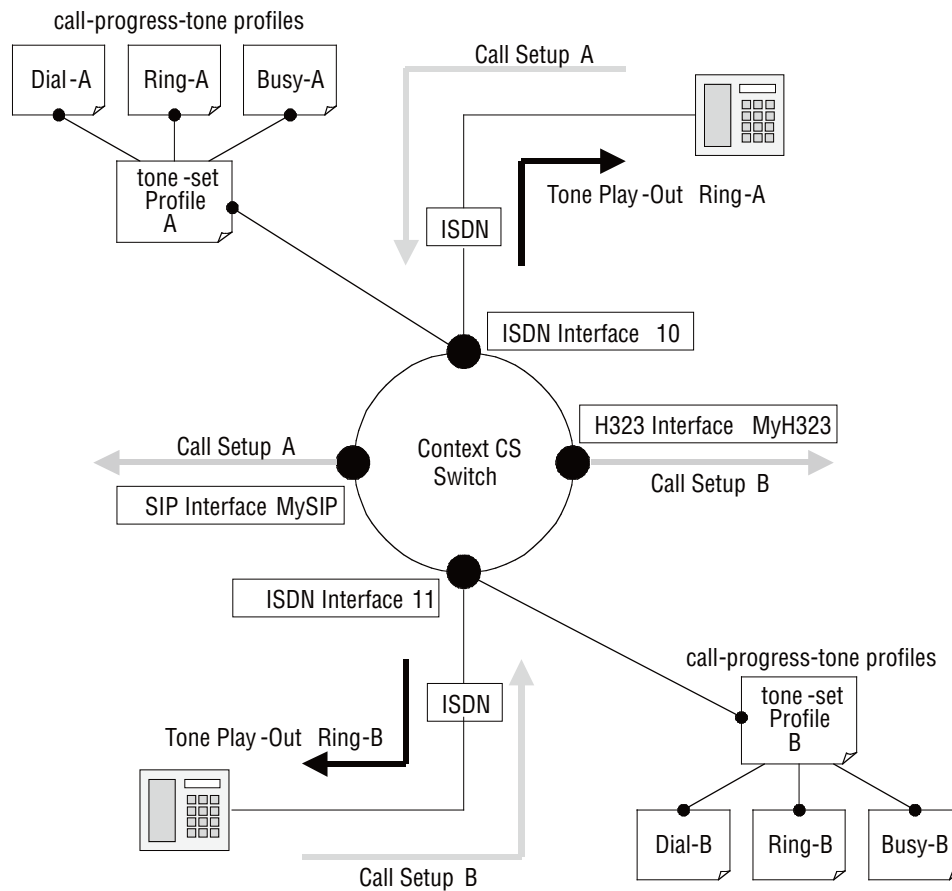 call-progress-tone profiles
Dial-A
Ring-A
Busy-A
tone-set
Profile
A
Call Setup A
Tone Play-Out Ring-A
ISDN
ISDN Interface 10
H323 Interface MyH323
Call Setup A
Context CS
Switch
Call Setup B
SIP Interface MySIP
ISDN Interface 11
call-progress-tone profiles
ISDN
tone-set
Profile
B
Tone Play-Out Ring-B
Dial-B
Ring-B
Busy-B
Call Setup B